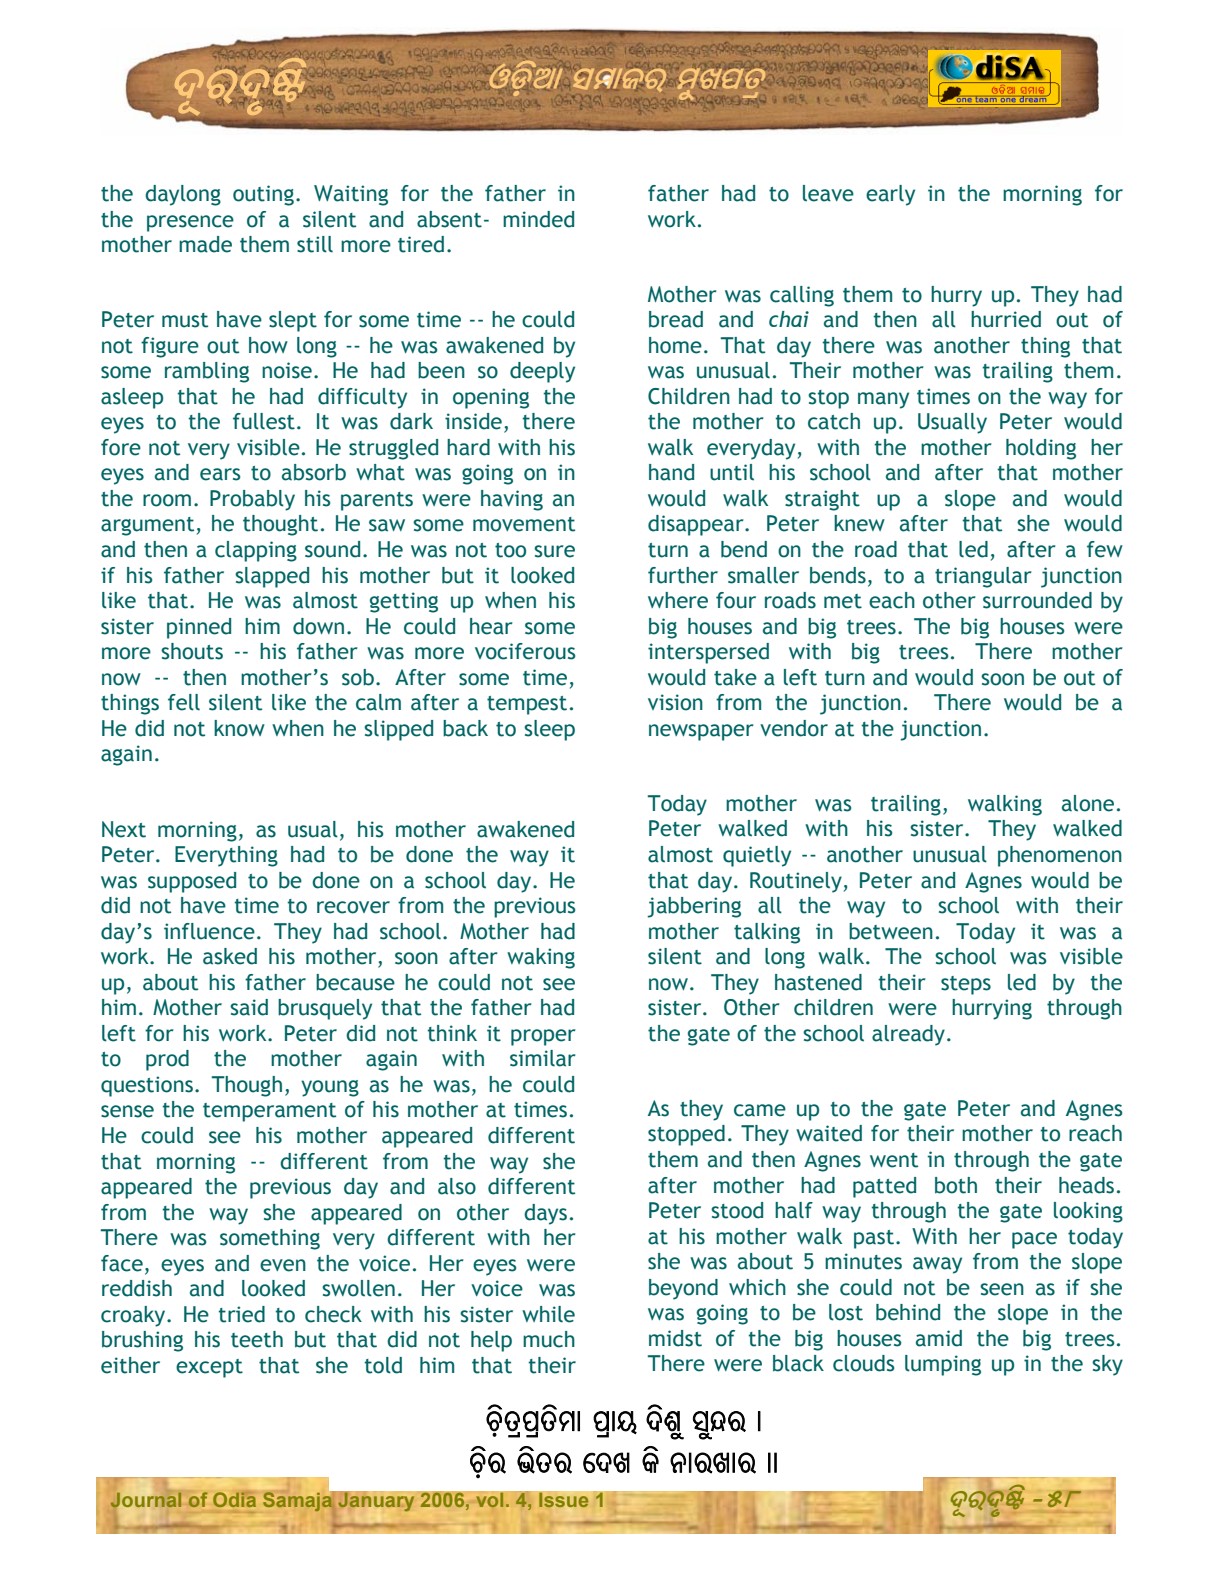 ଦୂରଦୃଷ୍ଟି
ଓଡ଼ିଆ ସମାଜର ମୁଖପତ୍ର
diSA
ଓଡ଼ିଆ ସମାଜ
one team one dream
the daylong outing. Waiting for the father in
the presence of a silent and absent- minded
mother made them still more tired.
Peter must have slept for some time -- he could
not figure out how long -- he was awakened by
some rambling noise. He had been so deeply
asleep that he had difficulty in opening the
eyes to the fullest. It was dark inside, there
fore not very visible. He struggled hard with his
eyes and ears to absorb what was going on in
the room. Probably his parents were having an
argument, he thought. He saw some movement
and then a clapping sound. He was not too sure
if his father slapped his mother but it looked
like that. He was almost getting up when his
sister pinned him down. He could hear some
more shouts -- his father was more vociferous
now -- then mother’s sob. After some time,
things fell silent like the calm after a tempest.
He did not know when he slipped back to sleep
again.
Next morning, as usual, his mother awakened
Peter. Everything had to be done the way it
was supposed to be done on a school day. He
did not have time to recover from the previous
day’s influence. They had school. Mother had
work. He asked his mother, soon after waking
up, about his father because he could not see
him. Mother said brusquely that the father had
left for his work. Peter did not think it proper
to prod the mother again with similar
questions. Though, young as he was, he could
sense the temperament of his mother at times.
He could see his mother appeared different
that morning -- different from the way she
appeared the previous day and also different
from the way she appeared on other days.
There was something very different with her
face, eyes and even the voice. Her eyes were
reddish and looked swollen. Her voice was
croaky. He tried to check with his sister while
brushing his teeth but that did not help much
either except that she told him that their
father had to leave early in the morning for
work.
Mother was calling them to hurry up. They had
bread and chai and then all hurried out of
home. That day there was another thing that
was unusual. Their mother was trailing them.
Children had to stop many times on the way for
the mother to catch up. Usually Peter would
walk everyday, with the mother holding her
hand until his school and after that mother
would walk straight up a slope and would
disappear. Peter knew after that she would
turn a bend on the road that led, after a few
further smaller bends, to a triangular junction
where four roads met each other surrounded by
big houses and big trees. The big houses were
interspersed with big trees. There mother
would take a left turn and would soon be out of
vision from the junction. There would be a
newspaper vendor at the junction.
Today mother was trailing, walking alone.
Peter walked with his sister. They walked
almost quietly -- another unusual phenomenon
that day. Routinely, Peter and Agnes would be
jabbering all the way to school with their
mother talking in between. Today it was a
silent and long walk. The school was visible
now. They hastened their steps led by the
sister. Other children were hurrying through
the gate of the school already.
As they came up to the gate Peter and Agnes
stopped. They waited for their mother to reach
them and then Agnes went in through the gate
after mother had patted both their heads.
Peter stood half way through the gate looking
at his mother walk past. With her pace today
she was about 5 minutes away from the slope
beyond which she could not be seen as if she
was going to be lost behind the slope in the
midst of the big houses amid the big trees.
There were black clouds lumping up in the sky
ଚିତ୍ରପ୍ରତିମା ପ୍ରାୟ ଦିଶୁ ସୁନ୍ଦର ।
ଚିର ଭିତର ଦେଖ କି ନାରଖାର ॥
Journal of Odia Samaja January 2006, vol. 4, Issue 1
ଦୂରଦୃଷ୍ଟି - ୫୮